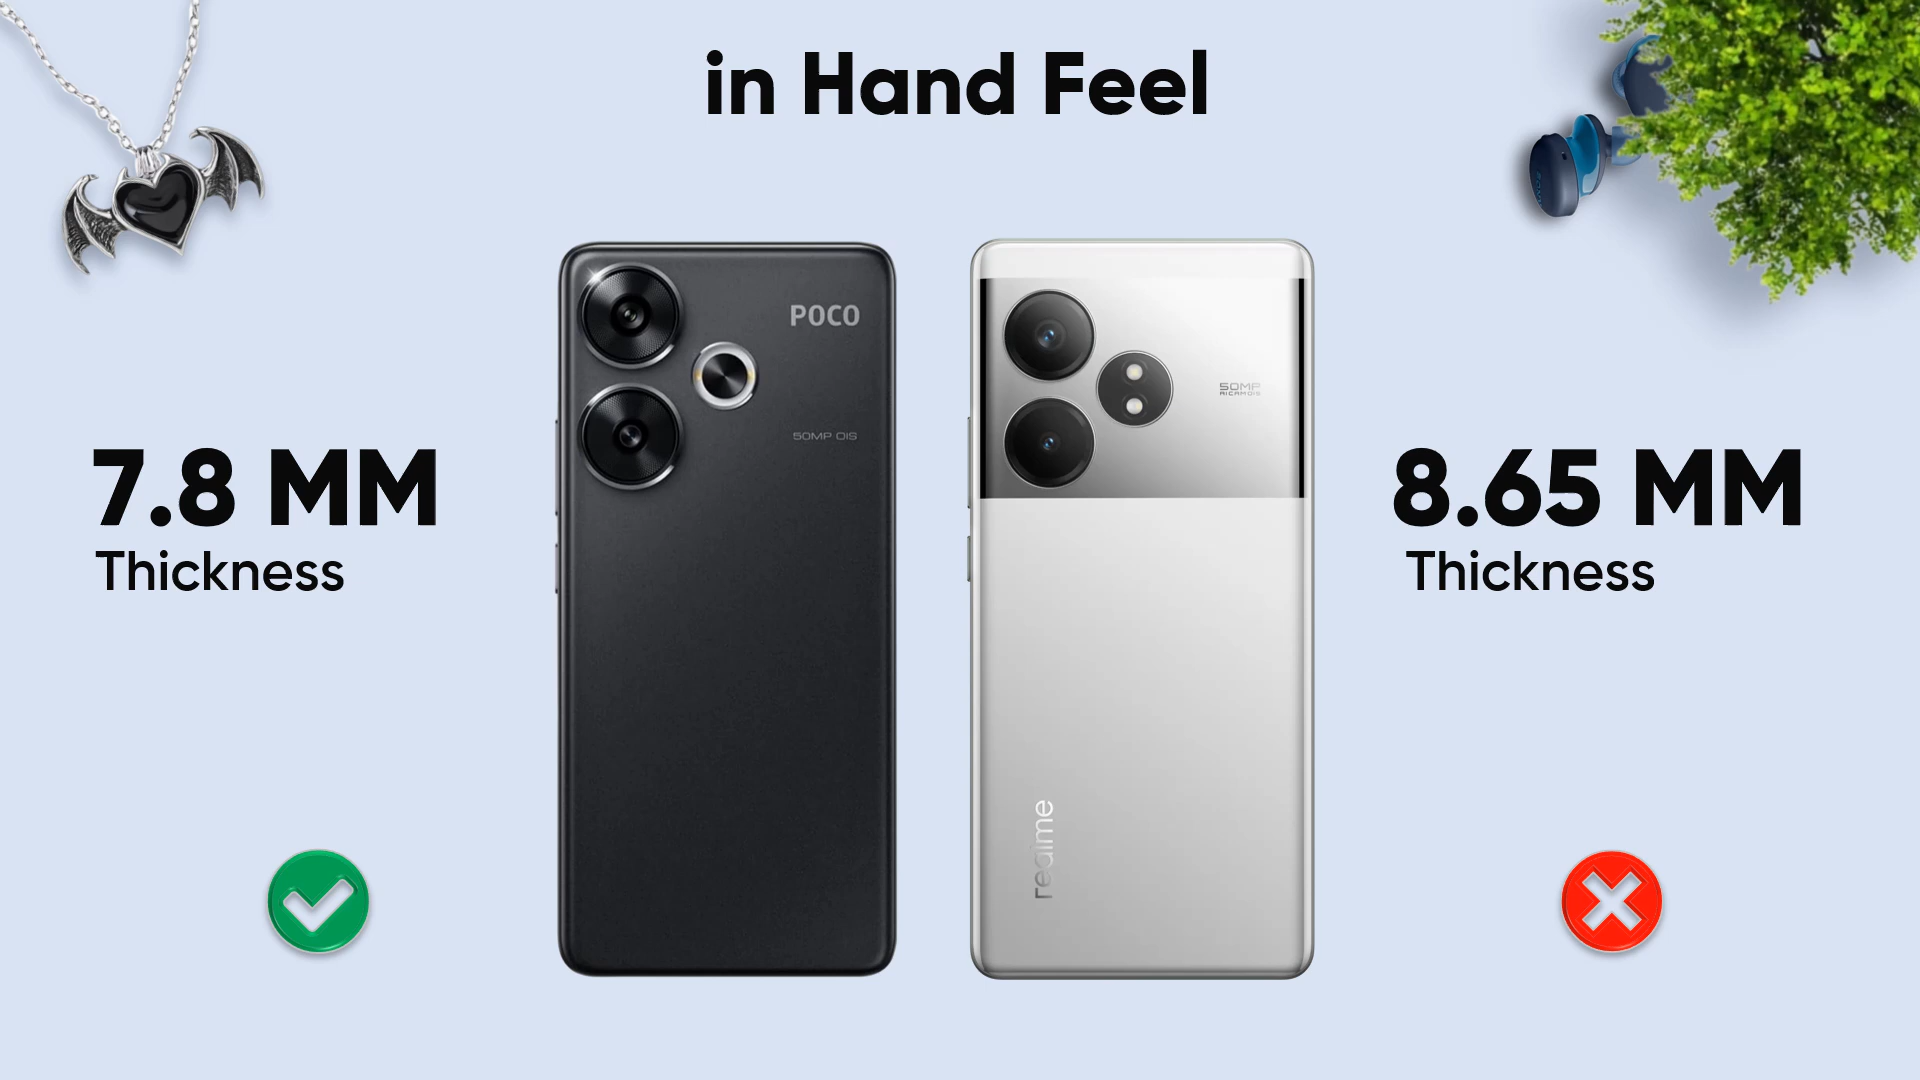 in Hand Feel
POCO
50MP OIS
7.8 MM
Thickness
50MP
8.65 MM
Thickness
realme